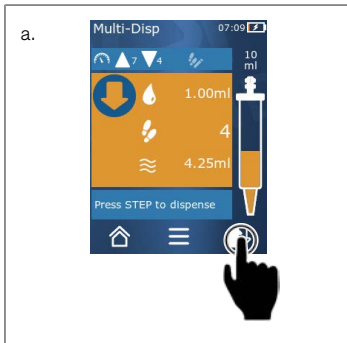 a.
Multi-Disp 07:09
7 4
10
ml
1.00ml
4
4.25ml
Press STEP to dispense